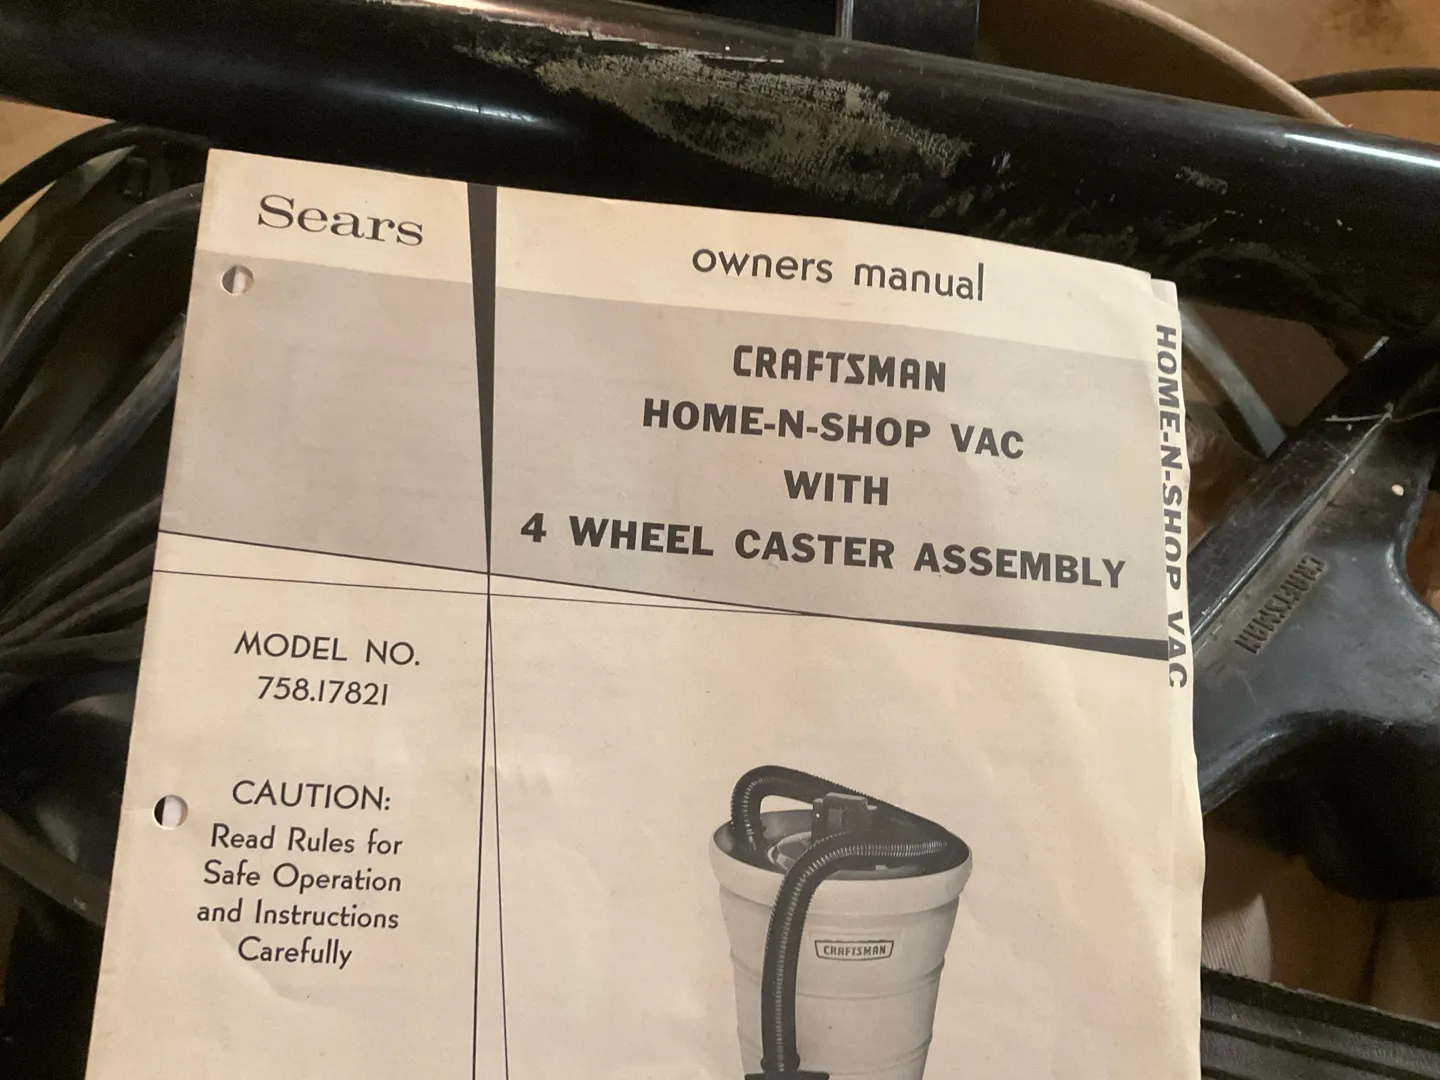 Sears
owners manual
CRAFTSMAN
HOME-N-SHOP VAC
WITH
4 WHEEL CASTER ASSEMBLY
HOME-N-SHOP VAC
MODEL NO.
758.17821
CAUTION:
Read Rules for
Safe Operation
and Instructions
Carefully
CRAFTSMAN
CRAFTSMAN